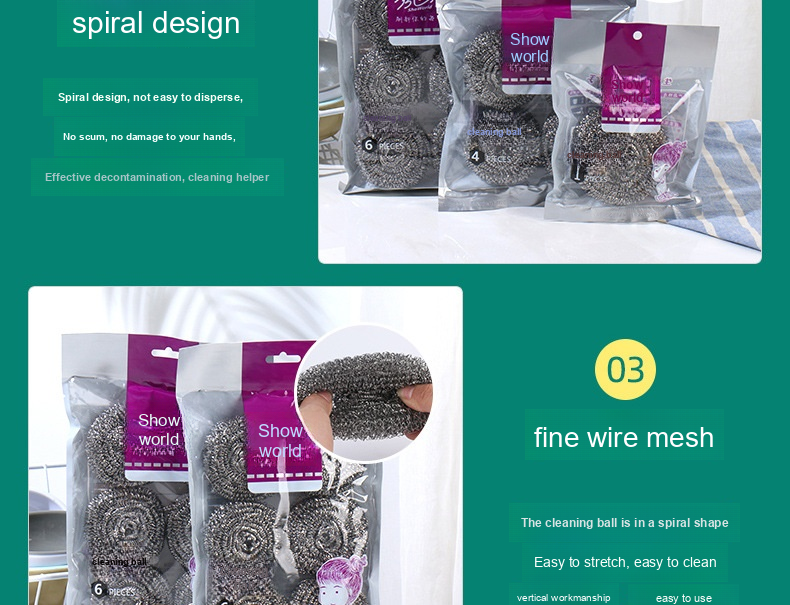 spiral design
Spiral design, not easy to disperse,
No scum, no damage to your hands,
Effective decontamination, cleaning helper
Show
world
cleaning ball
6 PIECES
4 PIECES
Show
world
PIECES
03
fine wire mesh
The cleaning ball is in a spiral shape
Easy to stretch, easy to clean
vertical workmanship
easy to use
Show
world
Show
world
cleaning ball
6 PIECES